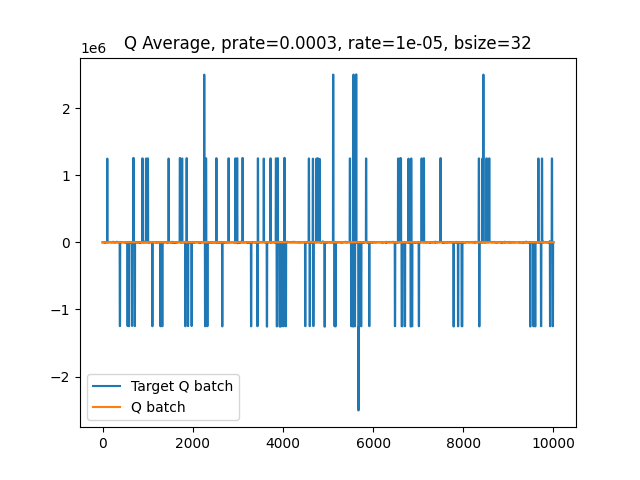 Q Average, prate=0.0003, rate=1e-05, bsize=32
1e6
2
1
0
−1
−2
Target Q batch
Q batch
0 2000 4000 6000 8000 10000